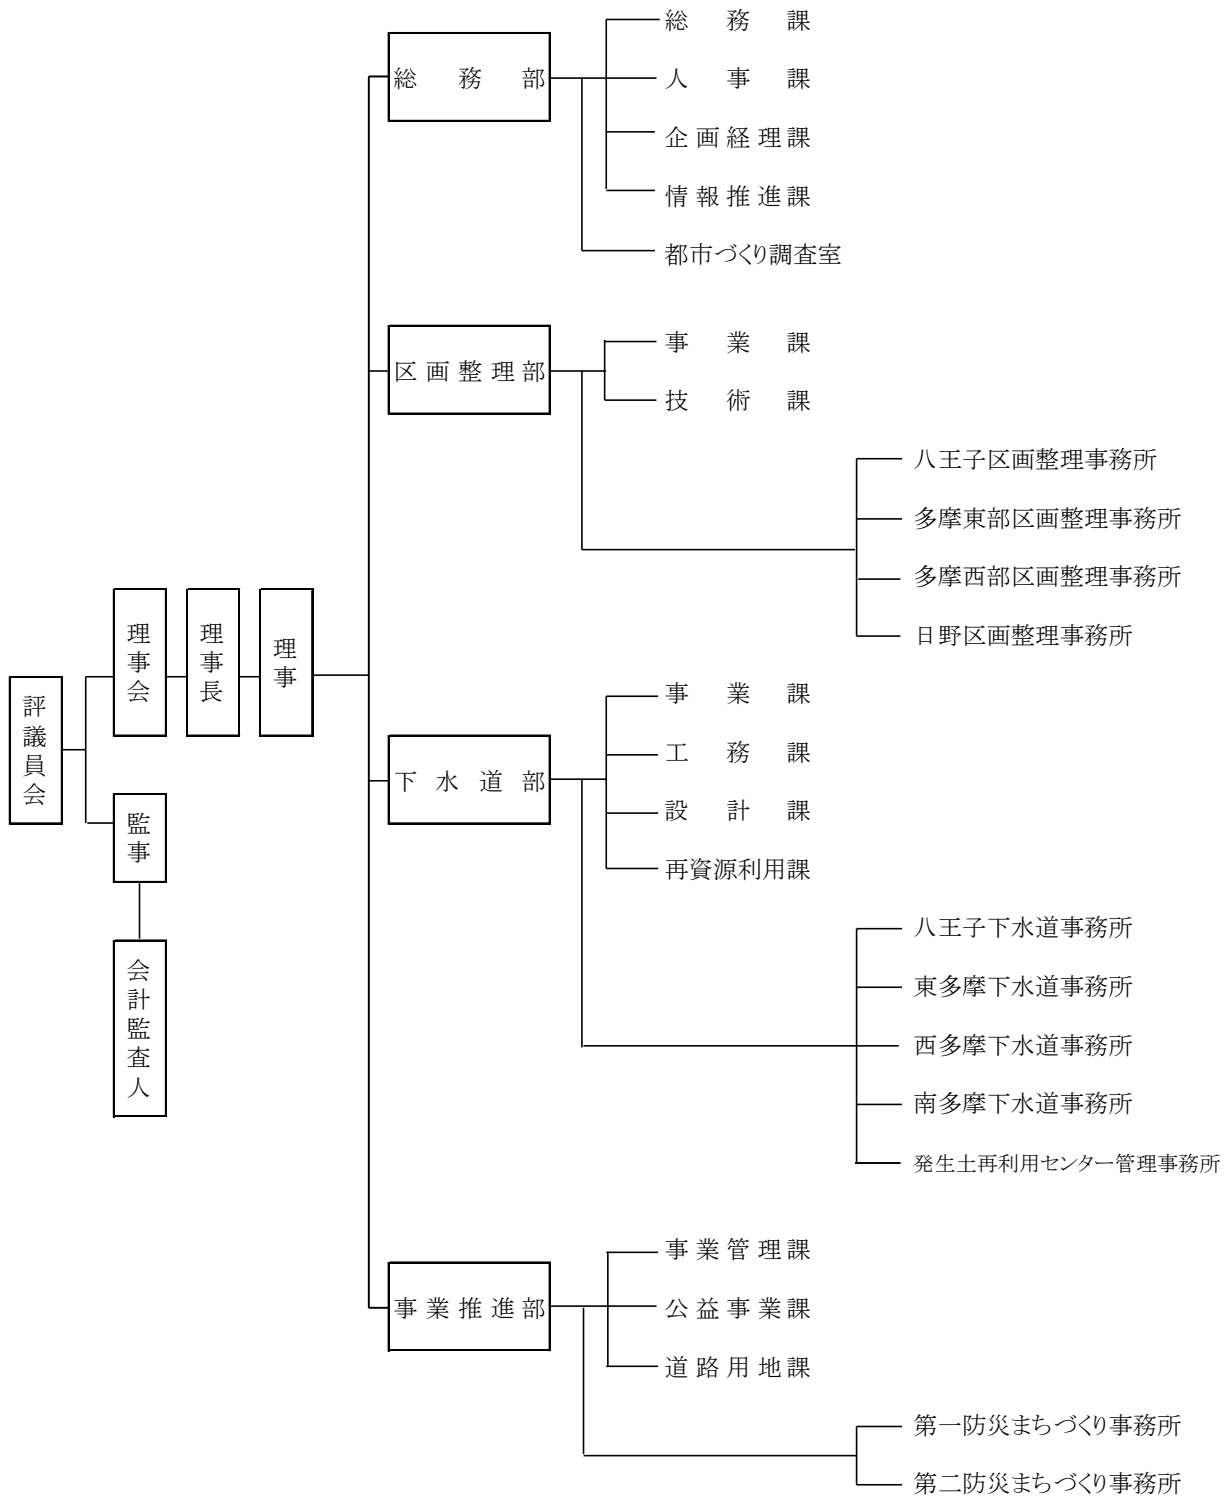 評議員会
理事会
理事長
理事
監事
会計監査人
総務部
総務課
人事課
企画経理課
情報推進課
都市づくり調査室
区画整理部
事業課
技術課
八王子区画整理事務所
多摩東部区画整理事務所
多摩西部区画整理事務所
日野区画整理事務所
下水道部
事業課
工務課
設計課
再資源利用課
八王子下水道事務所
東多摩下水道事務所
西多摩下水道事務所
南多摩下水道事務所
発生土再利用センター管理事務所
事業推進部
事業管理課
公益事業課
道路用地課
第一防災まちづくり事務所
第二防災まちづくり事務所